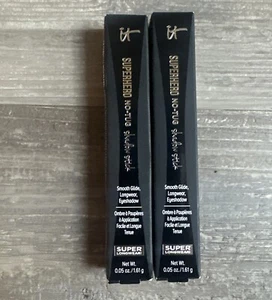 iT
SUPERHERO
NO-TUG
shadow stick
Smooth Glide,
Longwear,
Eyeshadow
Ombre à Paupières
à Application
Facile et Longue
Tenue
SUPER
LONGWEAR
Net Wt.
0.05 oz./1.61 g
iT
SUPERHERO
NO-TUG
shadow stick
Smooth Glide,
Longwear,
Eyeshadow
Ombre à Paupières
à Application
Facile et Longue
Tenue
SUPER
LONGWEAR
Net Wt.
0.05 oz./1.61 g